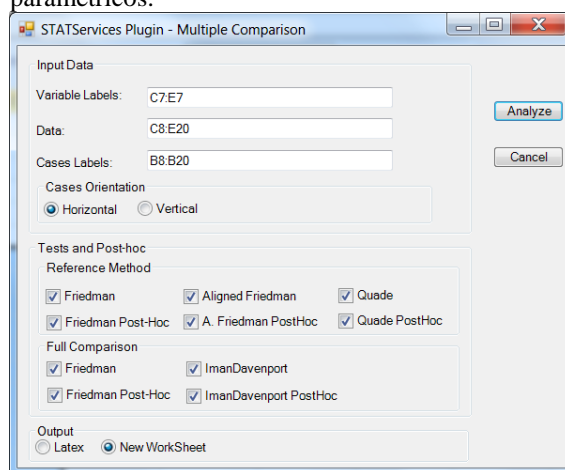 paramétricos.
STATServices Plugin - Multiple Comparison
Input Data
Variable Labels: C7:E7
Analyze
Data: C8:E20
Cases Labels: B8:B20
Cancel
Cases Orientation
Horizontal Vertical
Tests and Post-hoc
Reference Method
Friedman Aligned Friedman Quade
Friedman Post-Hoc A. Friedman PostHoc Quade PostHoc
Full Comparison
Friedman ImanDavenport
Friedman Post-Hoc ImanDavenport PostHoc
Output
Latex New WorkSheet